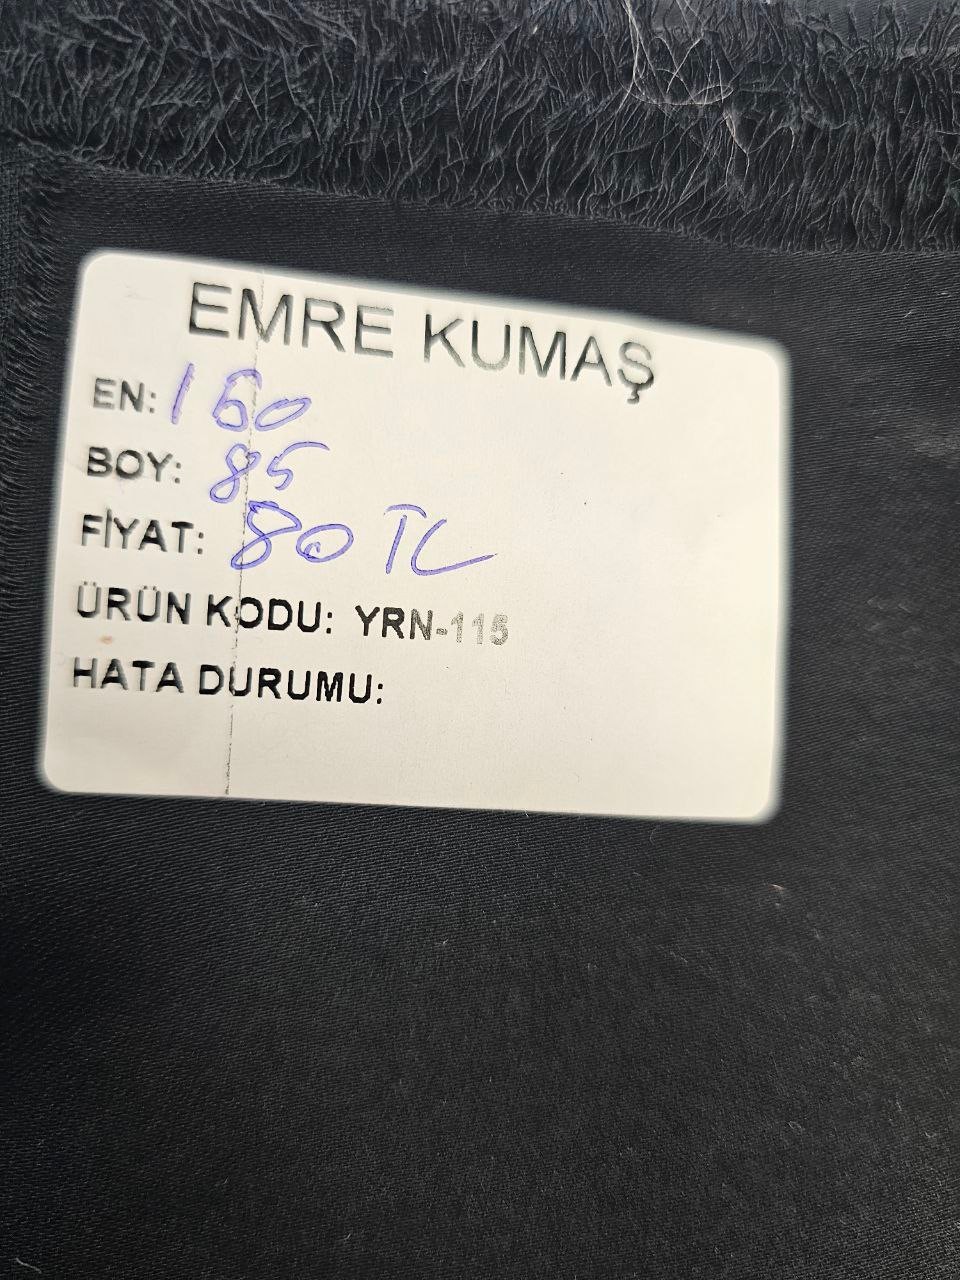 EMRE KUMAŞ
EN: 160
BOY: 85
FİYAT: 80 TL
ÜRÜN KODU: YRN-115
HATA DURUMU: